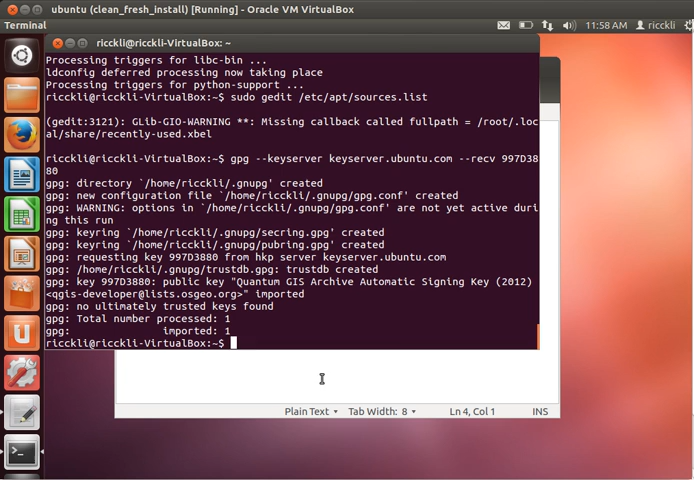 ubuntu (clean_fresh_install) [Running] - Oracle VM VirtualBox
Terminal
11:58 AM
ricckli
ricckli@ricckli-VirtualBox: ~
Processing triggers for libc-bin ...
ldconfig deferred processing now taking place
Processing triggers for python-support ...
ricckli@ricckli-VirtualBox:~$ sudo gedit /etc/apt/sources.list
(gedit:3121): GLib-GIO-WARNING **: Missing callback called fullpath = /root/.loc
al/share/recently-used.xbel
ricckli@ricckli-VirtualBox:~$ gpg --keyserver keyserver.ubuntu.com --recv 997D38
80
gpg: directory `/home/ricckli/.gnupg' created
gpg: new configuration file `/home/ricckli/.gnupg/gpg.conf' created
gpg: WARNING: options in `/home/ricckli/.gnupg/gpg.conf' are not yet active duri
ng this run
gpg: keyring `/home/ricckli/.gnupg/secring.gpg' created
gpg: keyring `/home/ricckli/.gnupg/pubring.gpg' created
gpg: requesting key 997D3880 from hkp server keyserver.ubuntu.com
gpg: /home/ricckli/.gnupg/trustdb.gpg: trustdb created
gpg: key 997D3880: public key "Quantum GIS Archive Automatic Signing Key (2012)
<qgis-developer@lists.osgeo.org>" imported
gpg: no ultimately trusted keys found
gpg: Total number processed: 1
gpg:               imported: 1
ricckli@ricckli-VirtualBox:~$
Plain Text
Tab Width: 8
Ln 4, Col 1
INS